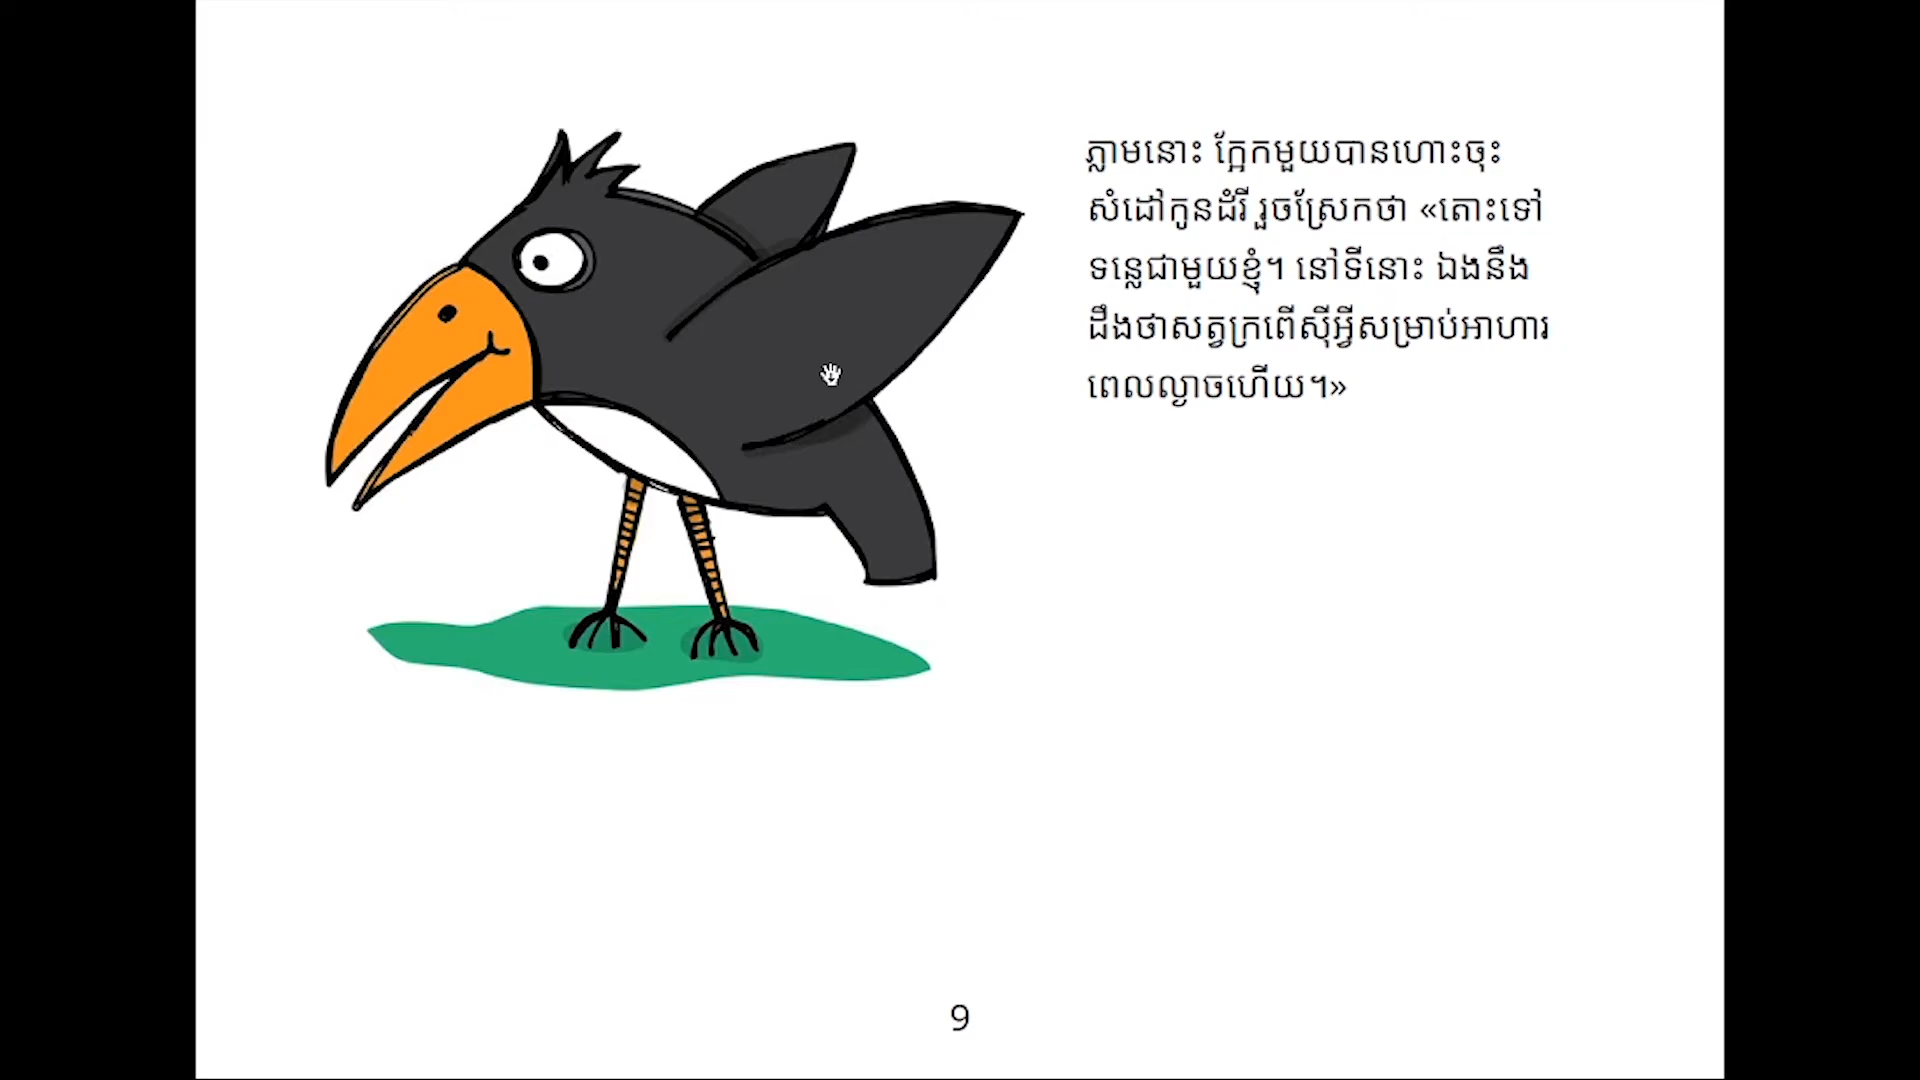 ភ្លាមនោះ ក្អែកមួយបានហោះចុះ
សំដៅកូនដំរី រួចស្រែកថា «តោះទៅ
ទន្លេជាមួយខ្ញុំ។ នៅទីនោះ ឯងនឹង
ដឹងថាសត្វក្រពើស៊ីអ្វីសម្រាប់អាហារ
ពេលល្ងាចហើយ។»
9